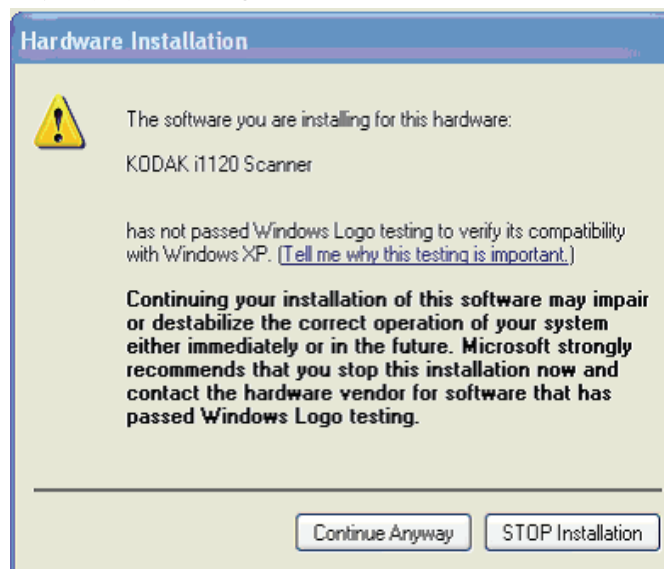 Hardware Installation
The software you are installing for this hardware:
KODAK i1120 Scanner
has not passed Windows Logo testing to verify its compatibility
with Windows XP. (Tell me why this testing is important.)
Continuing your installation of this software may impair
or destabilize the correct operation of your system
either immediately or in the future. Microsoft strongly
recommends that you stop this installation now and
contact the hardware vendor for software that has
passed Windows Logo testing.
Continue Anyway STOP Installation